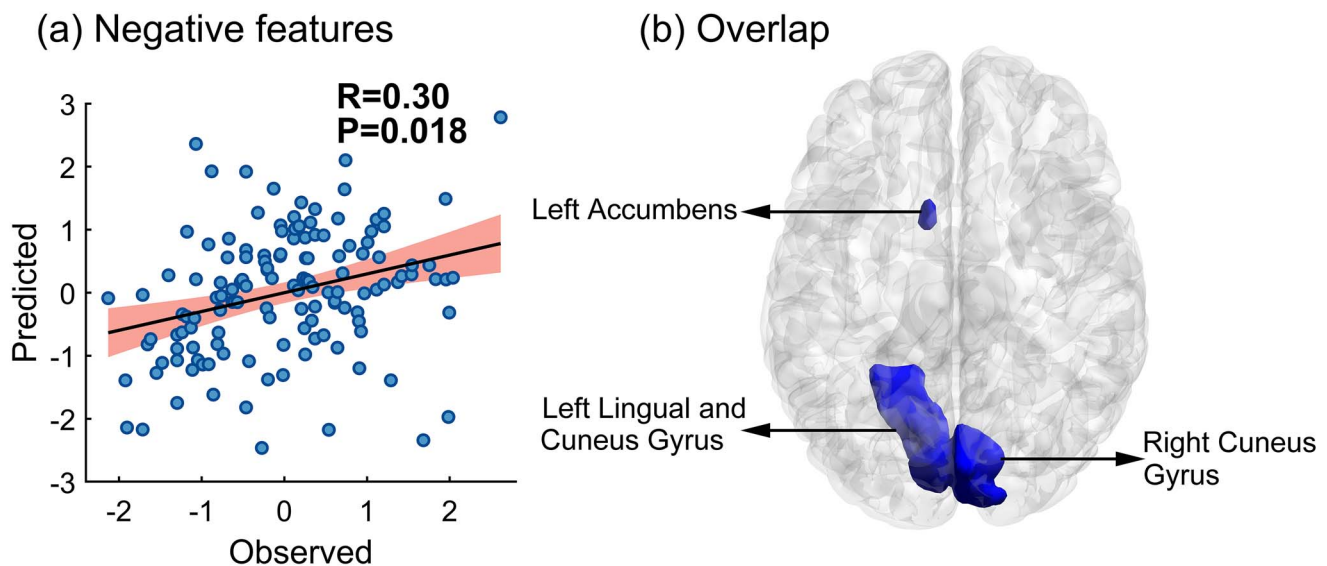 (a) Negative features
R=0.30
P=0.018
3
2
1
0
-1
-2
-3
Predicted
-2 -1 0 1 2
Observed
(b) Overlap
Left Accumbens
Left Lingual and
Cuneus Gyrus
Right Cuneus
Gyrus